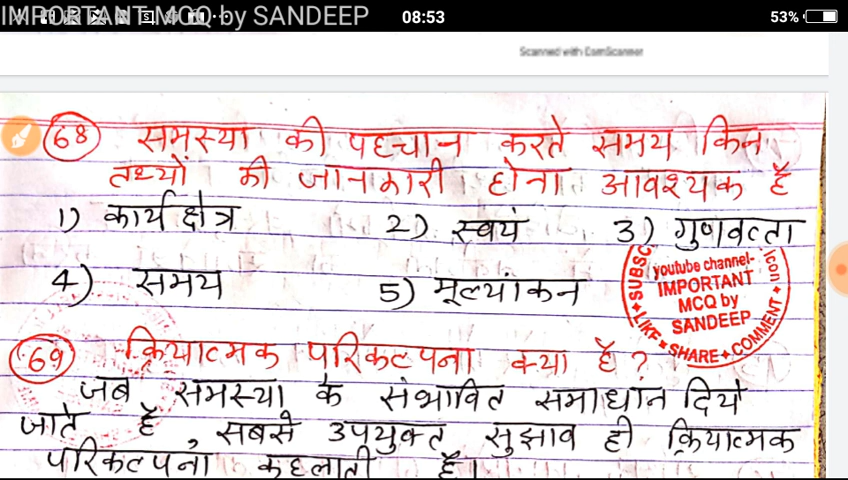 IMPORTANT MCQ by SANDEEP 08:53 53%
Scanned with CamScanner
68 समस्या की पहचान करते समय किन
तथ्यों की जानकारी होना आवश्यक है
1) कार्यक्षेत्र 2) स्वयं 3) गुणवत्ता
4) समय 5) मूल्यांकन
SUBSC
icon
youtube channel-
IMPORTANT
MCQ by
SANDEEP
LIKE SHARE COMMENT
69 क्रियात्मक परिकल्पना क्या है ?
जब समस्या के संभावित समाधान दिये
जाते है , सबसे उपयुक्त सुझाव ही क्रियात्मक
परिकल्पना कहलाती है।